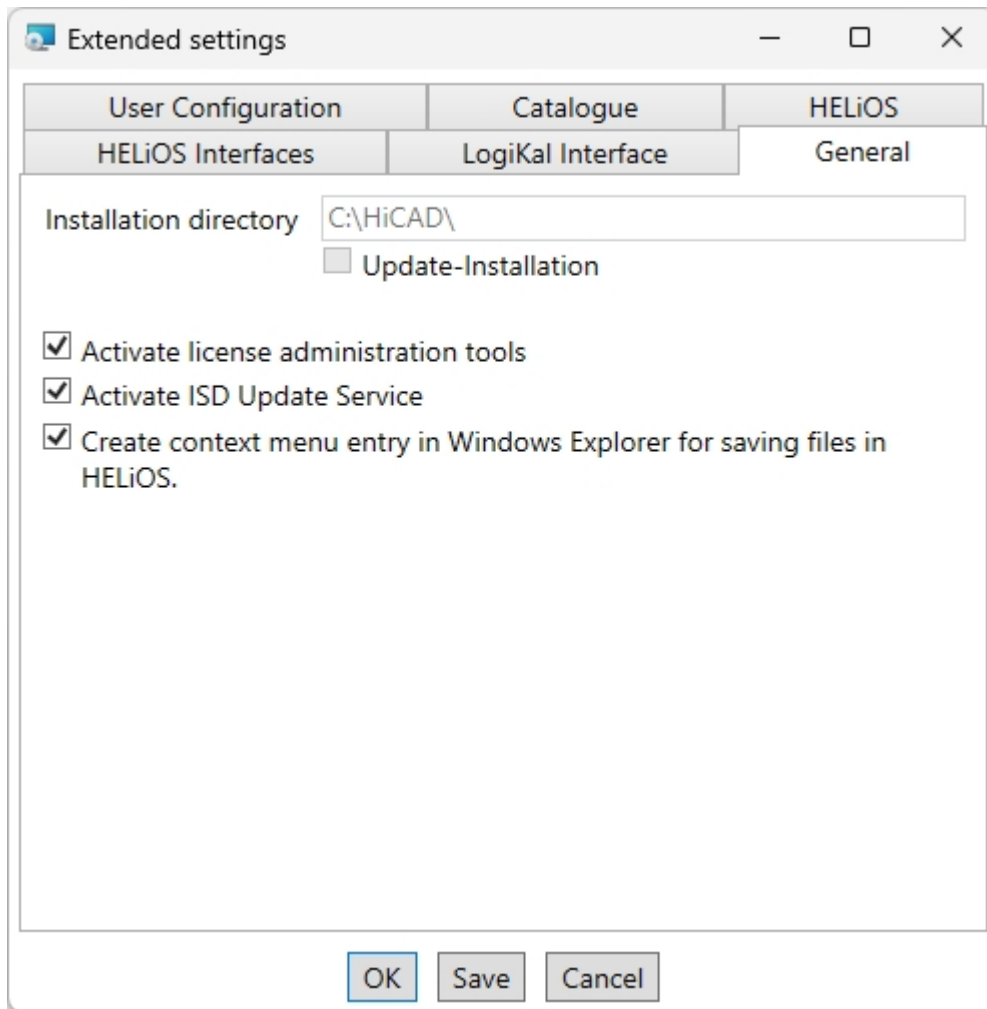 Extended settings
User Configuration
Catalogue
HELiOS
HELiOS Interfaces
LogiKal Interface
General
Installation directory
C:\HiCAD\
Update-Installation
Activate license administration tools
Activate ISD Update Service
Create context menu entry in Windows Explorer for saving files in
HELiOS.
OK
Save
Cancel